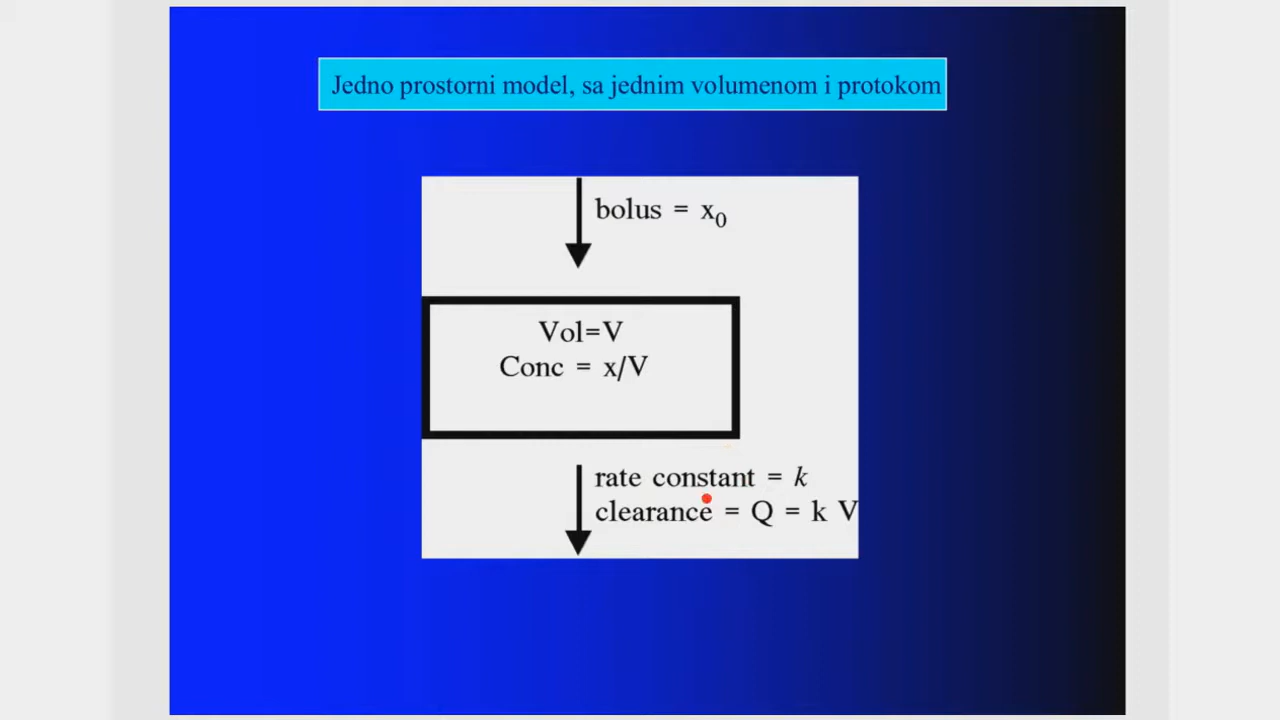 Jedno prostorni model, sa jednim volumenom i protokom
bolus = x₀
Vol=V
Conc = x/V
rate constant = k
clearance = Q = k V